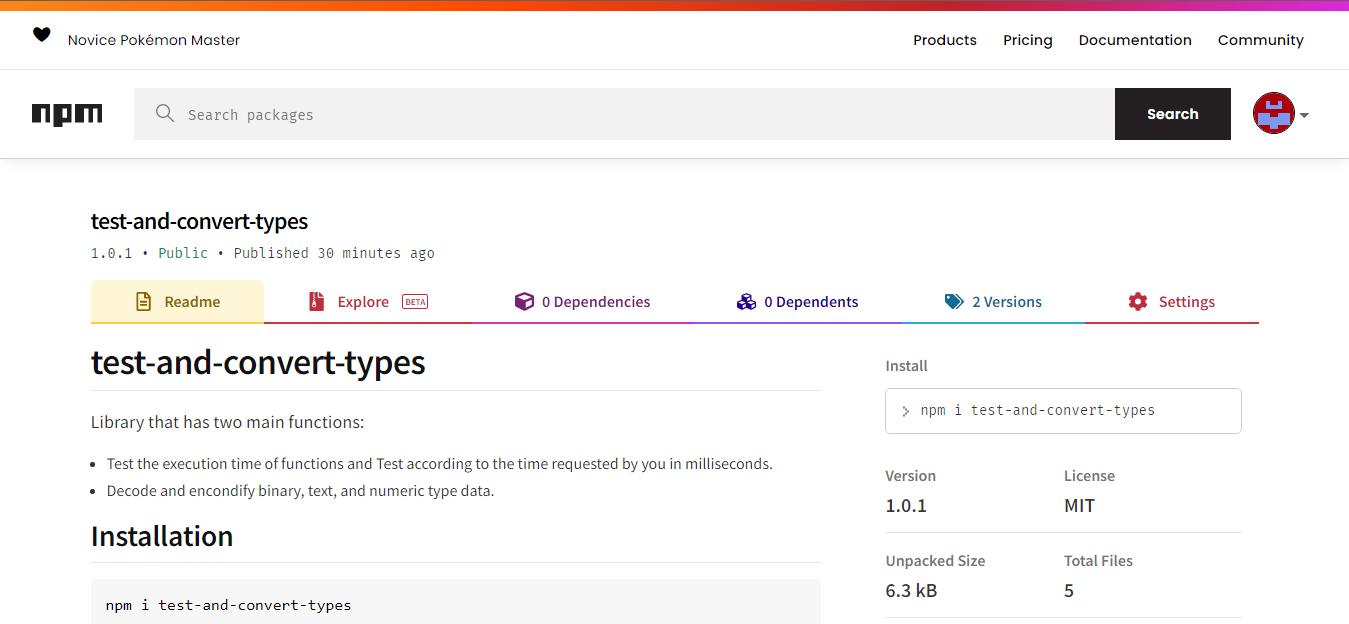 Novice Pokémon Master
Products Pricing Documentation Community
npm
Search packages
Search
test-and-convert-types
1.0.1 • Public • Published 30 minutes ago
Readme
Explore BETA
0 Dependencies
0 Dependents
2 Versions
Settings
test-and-convert-types
Library that has two main functions:
• Test the execution time of functions and Test according to the time requested by you in milliseconds.
• Decode and encondify binary, text, and numeric type data.
Installation
npm i test-and-convert-types
Install
> npm i test-and-convert-types
Version License
1.0.1 MIT
Unpacked Size Total Files
6.3 kB 5